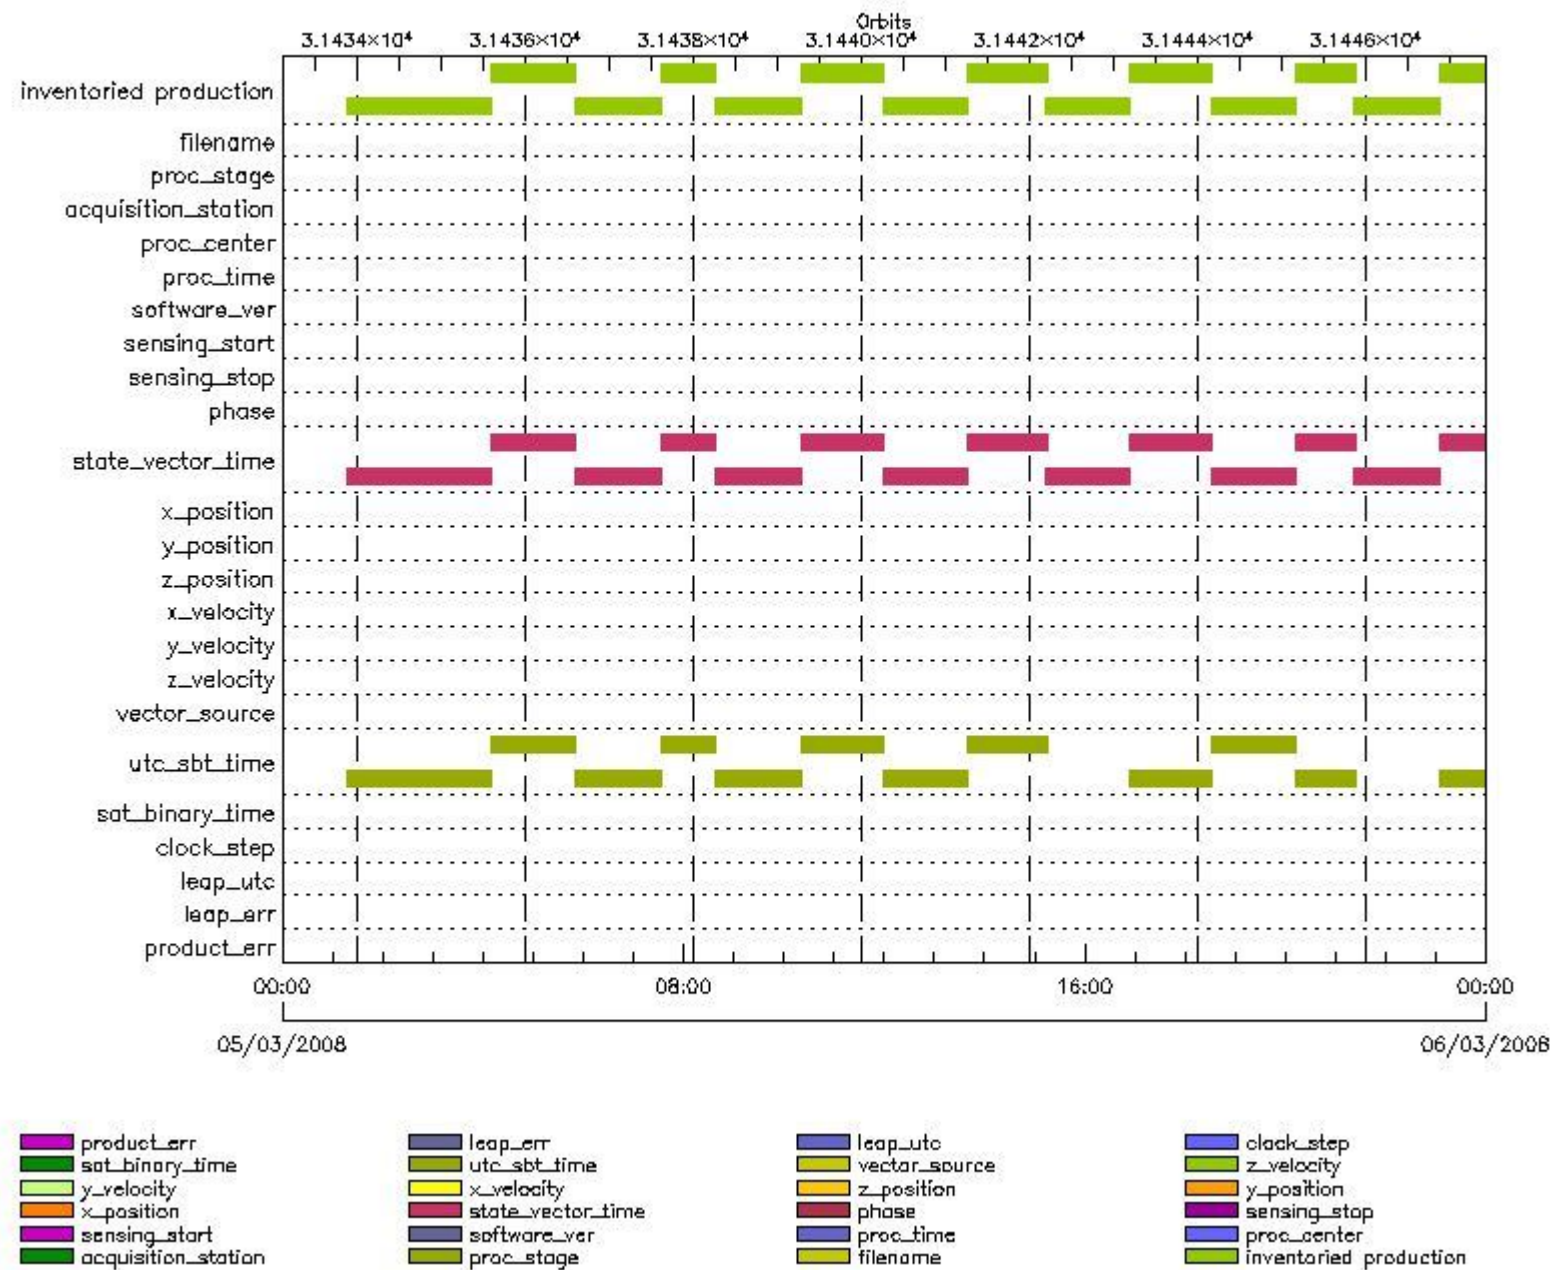 Orbits
3.1434×10⁴ 3.1436×10⁴ 3.1438×10⁴ 3.1440×10⁴ 3.1442×10⁴ 3.1444×10⁴ 3.1446×10⁴
inventoried production
filename
proc_stage
acquisition_station
proc_center
proc_time
software_ver
sensing_start
sensing_stop
phase
state_vector_time
x_position
y_position
z_position
x_velocity
y_velocity
z_velocity
vector_source
utc_sbt_time
sat_binary_time
clock_step
leap_utc
leap_err
product_err
00:00 08:00 16:00 00:00
05/03/2008 06/03/2008
product_err leap_err leap_utc clock_step
sat_binary_time utc_sbt_time vector_source z_velocity
y_velocity x_velocity z_position y_position
x_position state_vector_time phase sensing_stop
sensing_start software_ver proc_time proc_center
acquisition_station proc_stage filename inventoried production